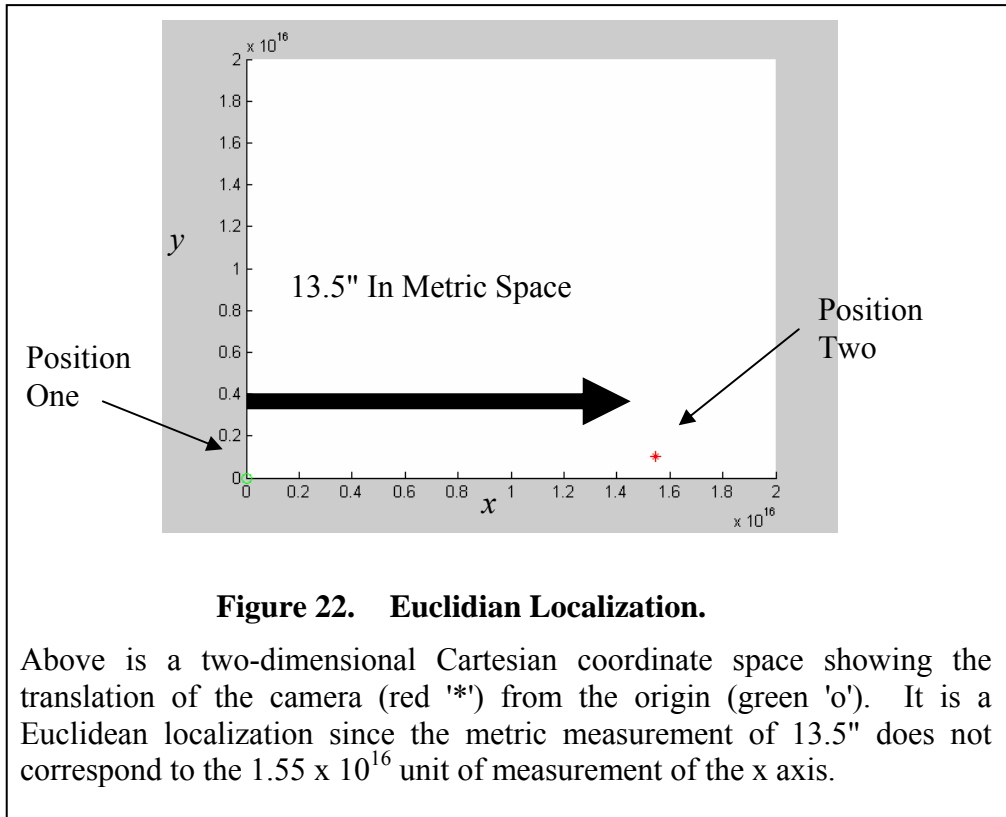 x 10^16
2
1.8
1.6
1.4
1.2
y
1
13.5" In Metric Space
0.8
Position
Two
0.6
Position
One
0.4
0.2
0
0 0.2 0.4 0.6 0.8 1 1.2 1.4 1.6 1.8 2
x
x 10^16
Figure 22. Euclidian Localization.
Above is a two-dimensional Cartesian coordinate space showing the
translation of the camera (red '*') from the origin (green 'o'). It is a
Euclidean localization since the metric measurement of 13.5" does not
correspond to the 1.55 x 10^16 unit of measurement of the x axis.